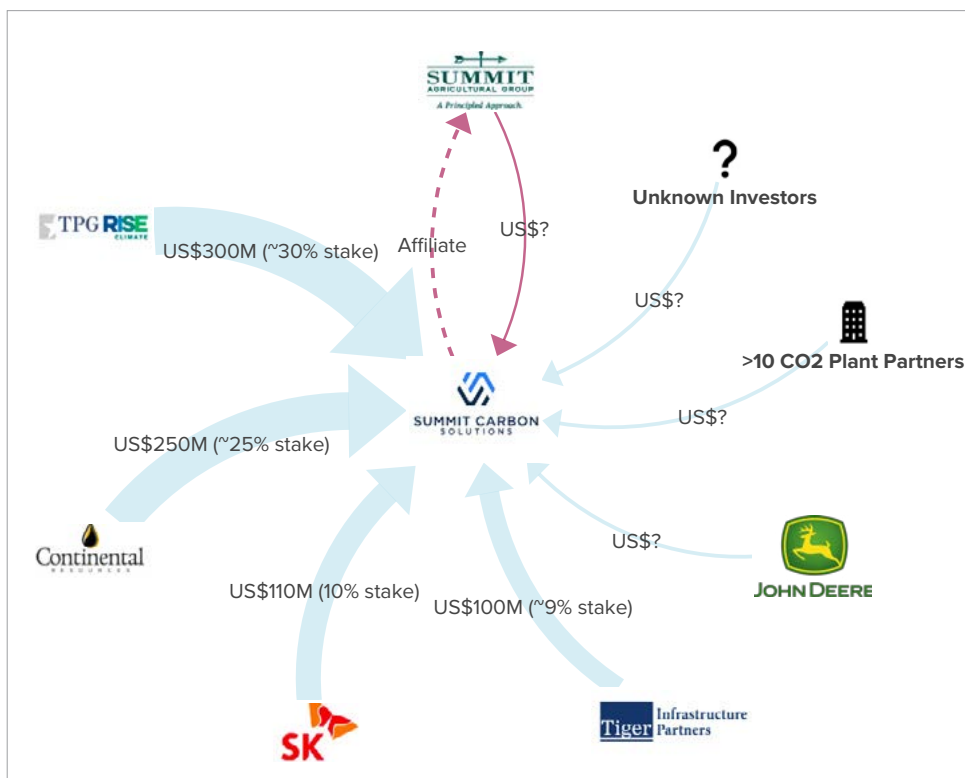 SUMMIT
AGRICULTURAL GROUP
A Principled Approach
?
Unknown Investors
TPG RISE
CLIMATE
US$300M (~30% stake)
Affiliate
US$?
US$?
>10 CO2 Plant Partners
SUMMIT CARBON
SOLUTIONS
US$?
US$250M (~25% stake)
Continental
RESOURCES
US$?
JOHN DEERE
US$110M (10% stake)
US$100M (~9% stake)
SK
Tiger
Infrastructure
Partners